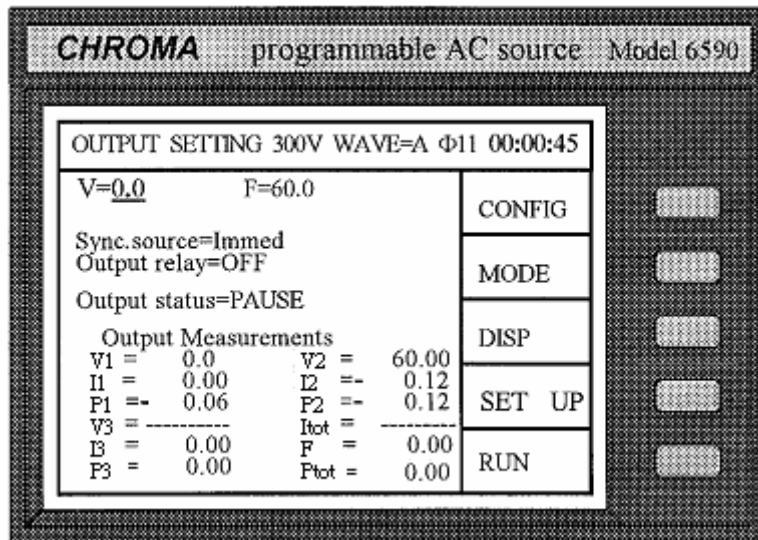 CHROMA programmable AC source Model 6590
OUTPUT SETTING 300V WAVE=A Φ11 00:00:45
V=0.0 F=60.0
Sync.source=Immed
Output relay=OFF
Output status=PAUSE
Output Measurements
V1 = 0.0 V2 = 60.00
I1 = 0.00 I2 =- 0.12
P1 =- 0.06 P2 =- 0.12
V3 = ---------- Itot = --------
I3 = 0.00 F = 0.00
P3 = 0.00 Ptot = 0.00
CONFIG
MODE
DISP
SET UP
RUN